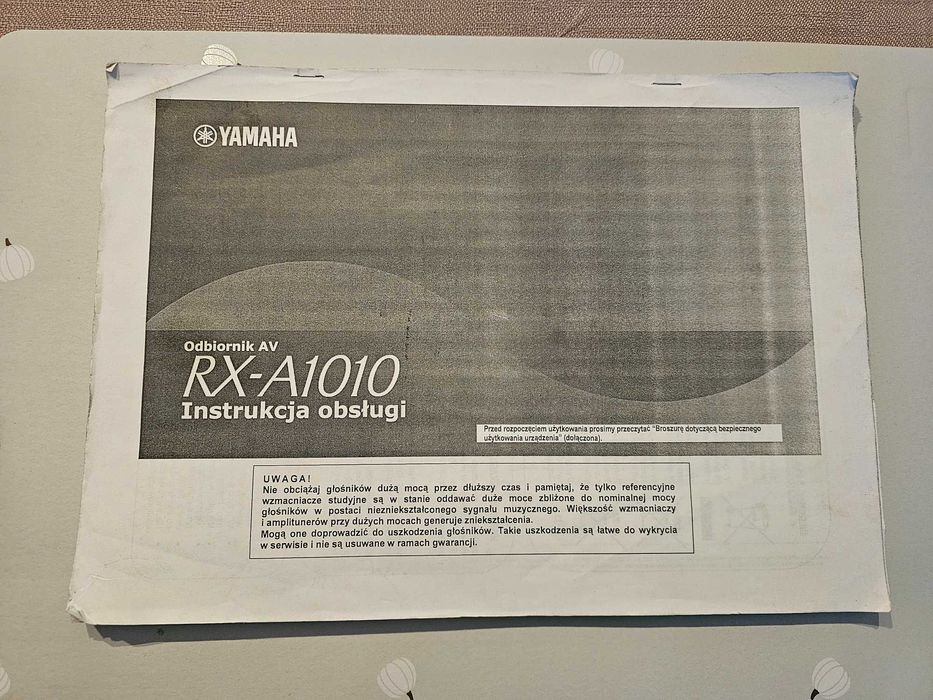 YAMAHA
Odbiornik AV
RX-A1010
Instrukcja obsługi
Przed rozpoczęciem użytkowania prosimy przeczytać "Broszurę dotyczącą bezpiecznego
użytkowania urządzenia" (dołączona).
UWAGA!
Nie obciążaj głośników dużą mocą przez dłuższy czas i pamiętaj, że tylko referencyjne
wzmacniacze studyjne są w stanie oddawać duże moce zbliżone do nominalnej mocy
głośników w postaci niezniekształconego sygnału muzycznego. Większość wzmacniaczy
i amplitunerów przy dużych mocach generuje zniekształcenia.
Mogą one doprowadzić do uszkodzenia głośników. Takie uszkodzenia są łatwe do wykrycia
w serwisie i nie są usuwane w ramach gwarancji.